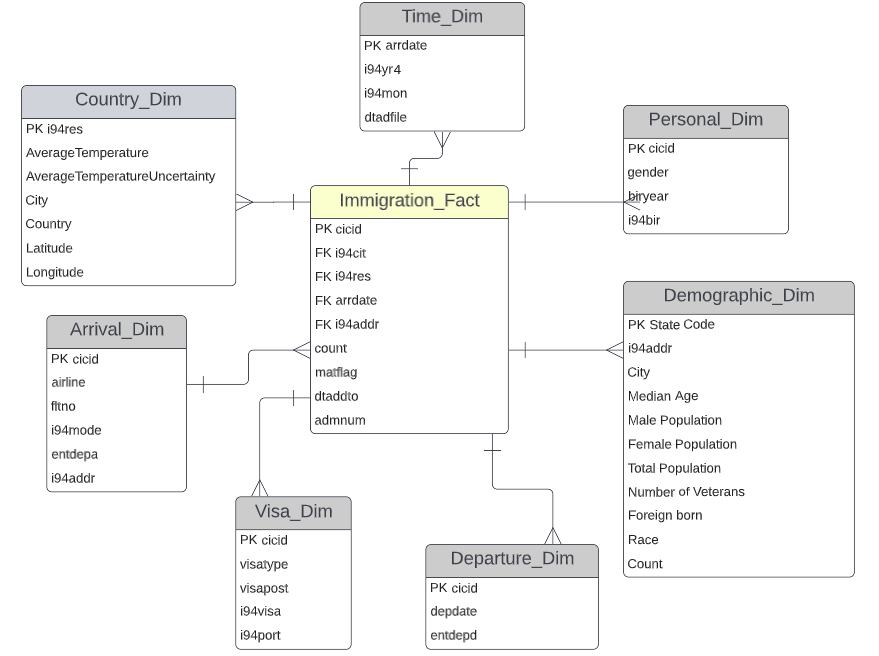 Time_Dim
PK arrdate
i94yr4
i94mon
dtadfile
Country_Dim
PK i94res
AverageTemperature
AverageTemperatureUncertainty
City
Country
Latitude
Longitude
Personal_Dim
PK cicid
gender
biryear
i94bir
Immigration_Fact
PK cicid
FK i94cit
FK i94res
FK arrdate
FK i94addr
count
matflag
dtaddto
admnum
Demographic_Dim
PK State Code
i94addr
City
Median Age
Male Population
Female Population
Total Population
Number of Veterans
Foreign born
Race
Count
Arrival_Dim
PK cicid
airline
fltno
i94mode
entdepa
i94addr
Visa_Dim
PK cicid
visatype
visapost
i94visa
i94port
Departure_Dim
PK cicid
depdate
entdepd